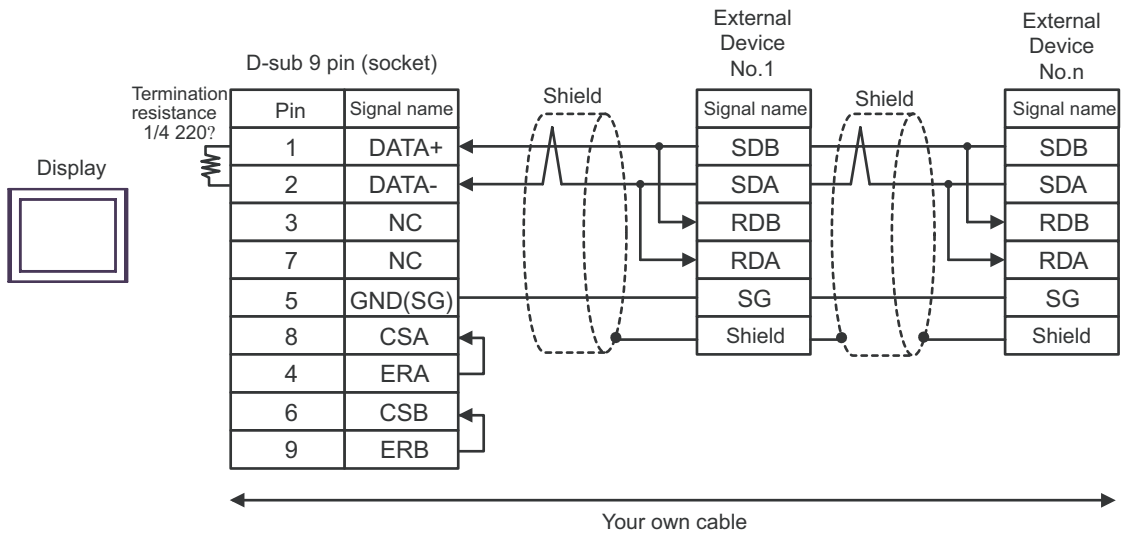 External
Device
No.1
External
Device
No.n
D-sub 9 pin (socket)
Termination
resistance
1/4 220?
Display
Pin Signal name
1 DATA+
2 DATA-
3 NC
7 NC
5 GND(SG)
8 CSA
4 ERA
6 CSB
9 ERB
Shield
Signal name
SDB
SDA
RDB
RDA
SG
Shield
Shield
Signal name
SDB
SDA
RDB
RDA
SG
Shield
Your own cable